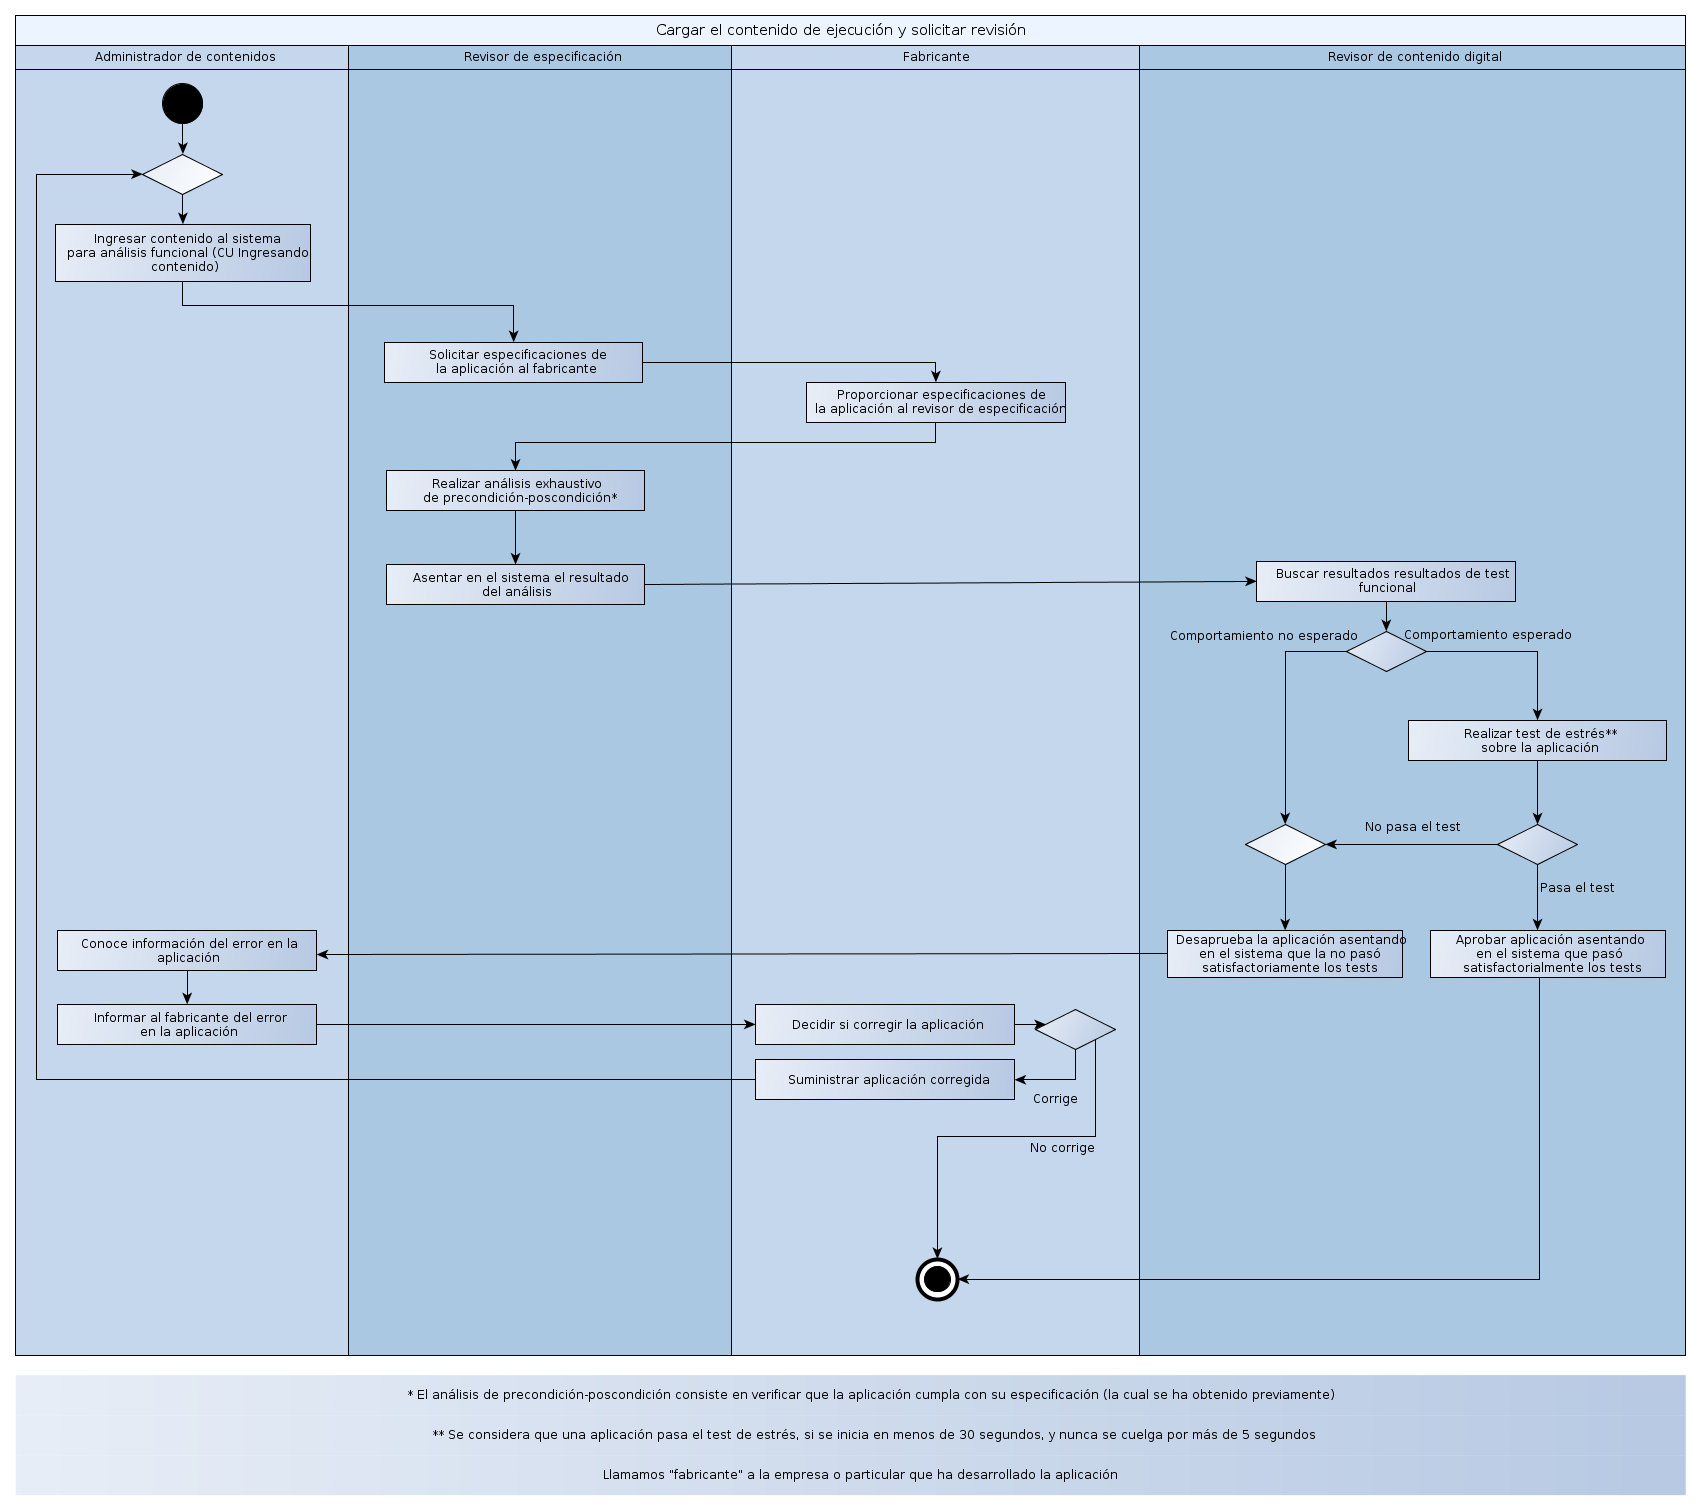 Cargar el contenido de ejecución y solicitar revisión
Administrador de contenidos
Revisor de especificación
Fabricante
Revisor de contenido digital
Ingresar contenido al sistema
para análisis funcional (CU Ingresando
contenido)
Solicitar especificaciones de
la aplicación al fabricante
Proporcionar especificaciones de
la aplicación al revisor de especificación
Realizar análisis exhaustivo
de precondición-poscondición*
Asentar en el sistema el resultado
del análisis
Buscar resultados resultados de test
funcional
Comportamiento no esperado
Comportamiento esperado
Realizar test de estrés**
sobre la aplicación
No pasa el test
Pasa el test
Conoce información del error en la
aplicación
Desaprueba la aplicación asentando
en el sistema que la no pasó
satisfactoriamente los tests
Aprobar aplicación asentando
en el sistema que pasó
satisfactorialmente los tests
Informar al fabricante del error
en la aplicación
Decidir si corregir la aplicación
Suministrar aplicación corregida
Corrige
No corrige
* El análisis de precondición-poscondición consiste en verificar que la aplicación cumpla con su especificación (la cual se ha obtenido previamente)
** Se considera que una aplicación pasa el test de estrés, si se inicia en menos de 30 segundos, y nunca se cuelga por más de 5 segundos
Llamamos "fabricante" a la empresa o particular que ha desarrollado la aplicación